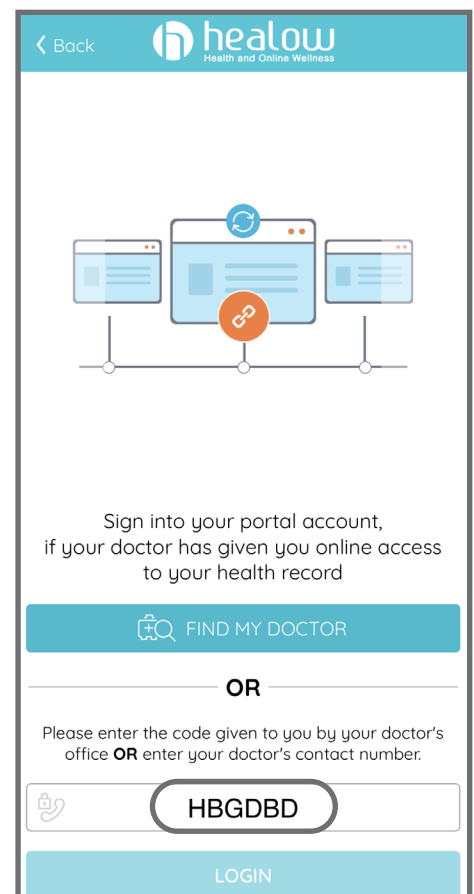 Back
healow
Health and Online Wellness
Sign into your portal account,
if your doctor has given you online access
to your health record
FIND MY DOCTOR
OR
Please enter the code given to you by your doctor's
office OR enter your doctor's contact number.
HBGDBD
LOGIN